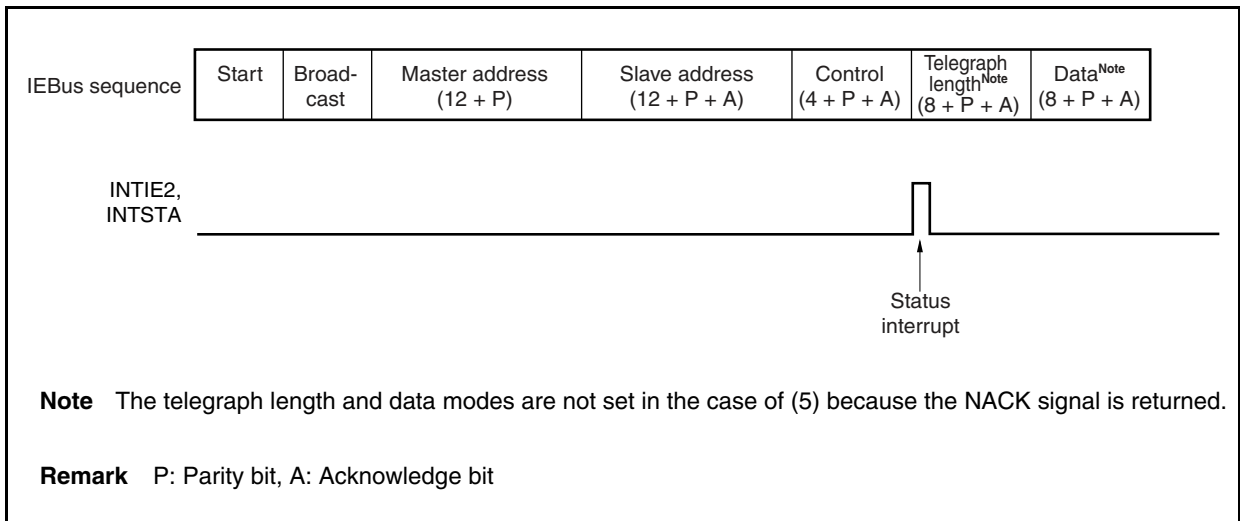 IEBus sequence
Start
Broad-
cast
Master address
(12 + P)
Slave address
(12 + P + A)
Control
(4 + P + A)
Telegraph
lengthNote
(8 + P + A)
DataNote
(8 + P + A)
INTIE2,
INTSTA
Status
interrupt
Note The telegraph length and data modes are not set in the case of (5) because the NACK signal is returned.
Remark P: Parity bit, A: Acknowledge bit